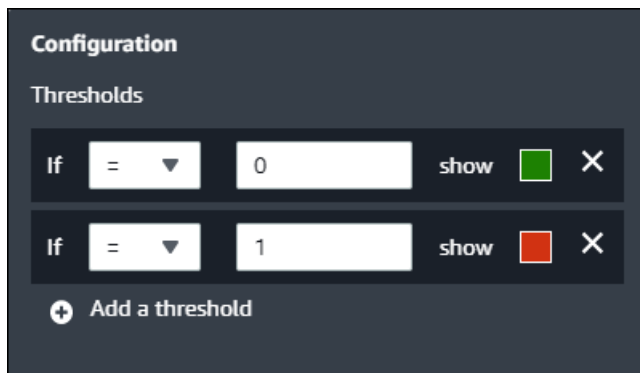 Configuration
Thresholds
If = 0 show
If = 1 show
Add a threshold